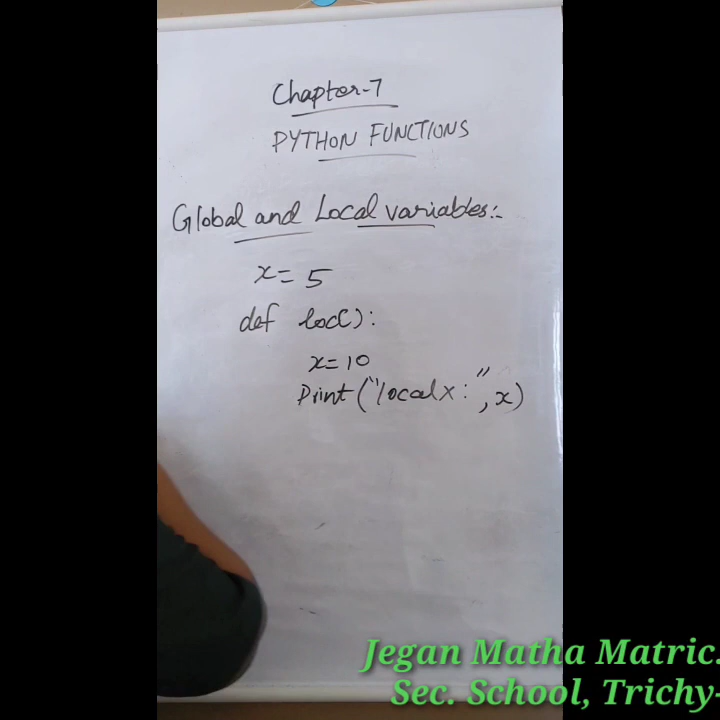 Chapter-7
PYTHON FUNCTIONS
Global and Local variables:-
x= 5
def loc():
x=10
Print("local x:", x)
Jegan Matha Matric.
Sec. School, Trichy-